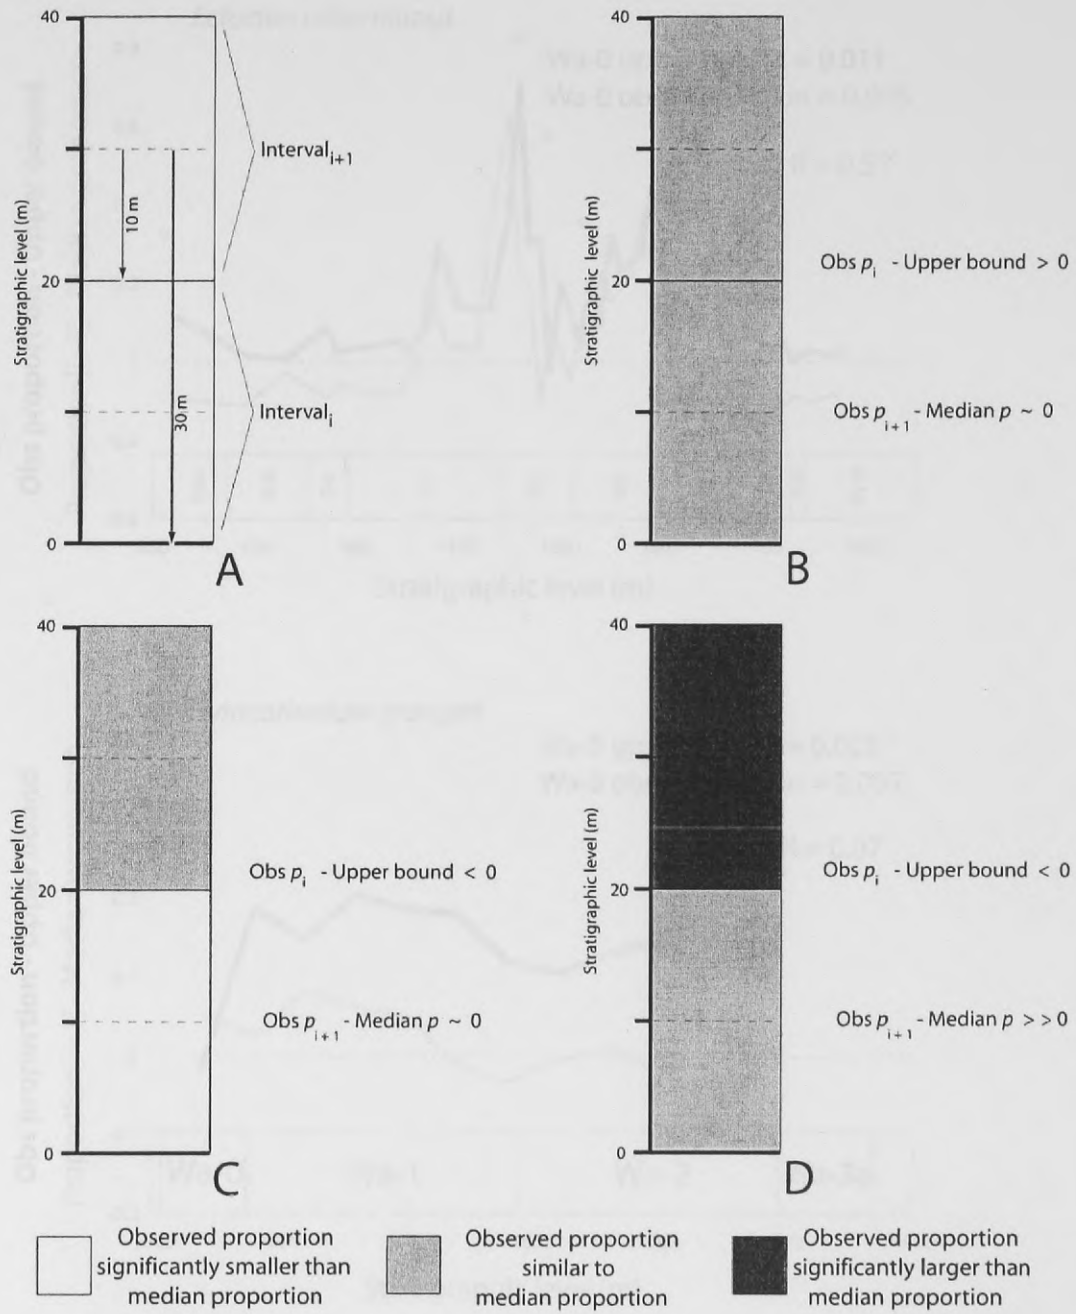 40
20
0
Stratigraphic level (m)
10 m
30 m
Interval i+1
Interval i
A
40
20
0
Stratigraphic level (m)
Obs p i - Upper bound > 0
Obs p i+1 - Median p ~ 0
B
40
20
0
Stratigraphic level (m)
Obs p i - Upper bound < 0
Obs p i+1 - Median p ~ 0
C
40
20
0
Stratigraphic level (m)
Obs p i - Upper bound < 0
Obs p i+1 - Median p > > 0
D
Observed proportion
significantly smaller than
median proportion
Observed proportion
similar to
median proportion
Observed proportion
significantly larger than
median proportion